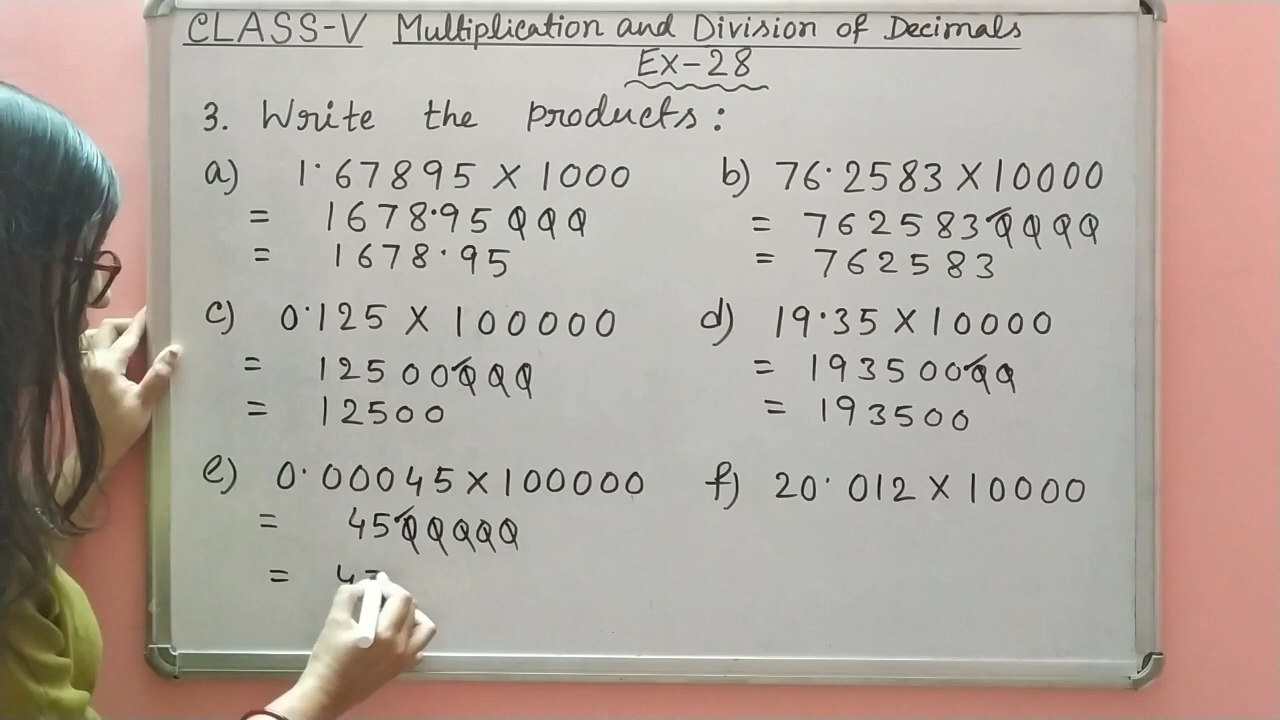 CLASS-V Multiplication and Division of Decimals
EX-28
3. Write the products:
a) 1.67895 X 1000
= 1678.95000
= 1678.95
b) 76.2583 X 10000
= 7625830000
= 762583
c) 0.125 X 100000
= 12500000
= 12500
d) 19.35 X 10000
= 19350000
= 193500
e) 0.00045 X 100000
= 4500000
= 4
f) 20.012 X 10000